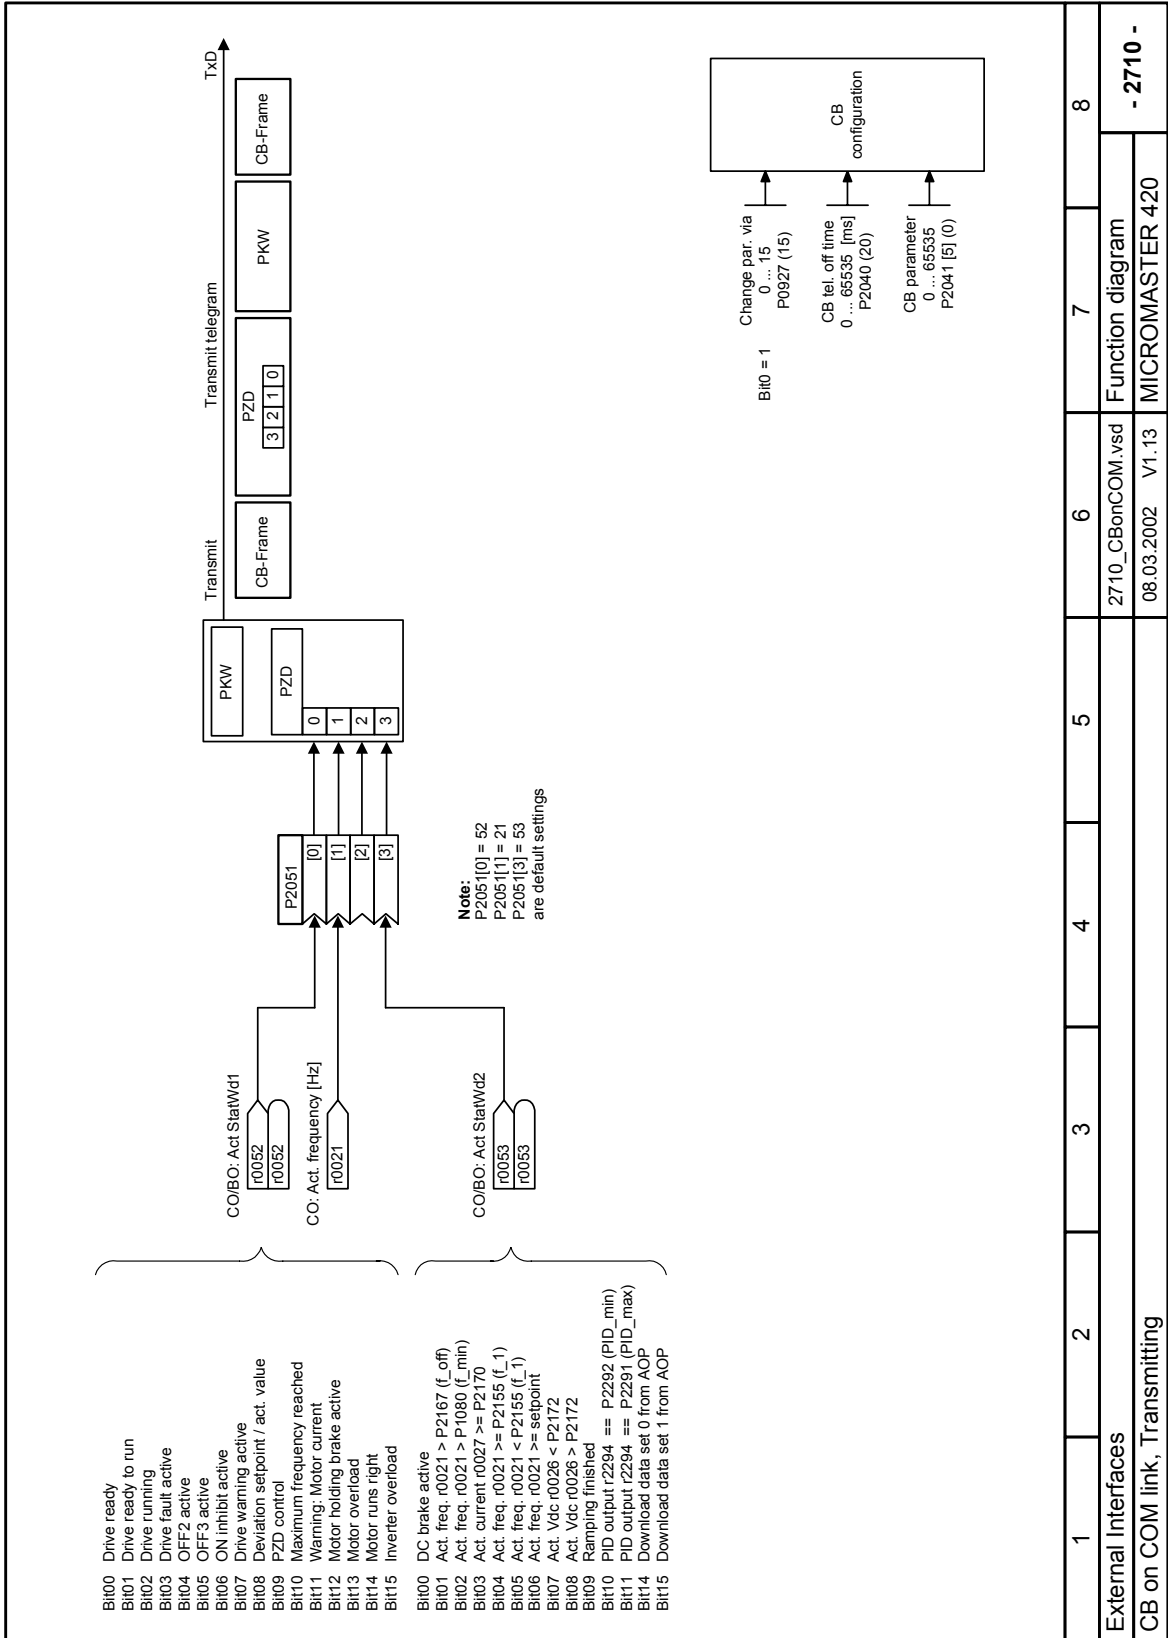 Bit00 Drive ready
Bit01 Drive ready to run
Bit02 Drive running
Bit03 Drive fault active
Bit04 OFF2 active
Bit05 OFF3 active
Bit06 ON inhibit active
Bit07 Drive warning active
Bit08 Deviation setpoint / act. value
Bit09 PZD control
Bit10 Maximum frequency reached
Bit11 Warning: Motor current
Bit12 Motor holding brake active
Bit13 Motor overload
Bit14 Motor runs right
Bit15 Inverter overload
Bit00 DC brake active
Bit01 Act. freq. r0021 > P2167 (f_off)
Bit02 Act. freq. r0021 > P1080 (f_min)
Bit03 Act. current r0027 >= P2170
Bit04 Act. freq. r0021 >= P2155 (f_1)
Bit05 Act. freq. r0021 < P2155 (f_1)
Bit06 Act. freq. r0021 >= setpoint
Bit07 Act. Vdc r0026 < P2172
Bit08 Act. Vdc r0026 > P2172
Bit09 Ramping finished
Bit10 PID output r2294 == P2292 (PID_min)
Bit11 PID output r2294 == P2291 (PID_max)
Bit14 Download data set 0 from AOP
Bit15 Download data set 1 from AOP
CO/BO: Act StatWd1
r0052
r0052
CO: Act. frequency [Hz]
r0021
CO/BO: Act StatWd2
r0053
r0053
P2051
[0]
[1]
[2]
[3]
Note:
P2051[0] = 52
P2051[1] = 21
P2051[3] = 53
are default settings
PKW
PZD
0
1
2
3
Transmit
Transmit telegram
TxD
CB-Frame
PZD
3 2 1 0
PKW
CB-Frame
Bit0 = 1
Change par. via
0 ... 15
P0927 (15)
CB tel. off time
0 ... 65535 [ms]
P2040 (20)
CB parameter
0 ... 65535
P2041 [5] (0)
CB
configuration
1 2 3 4 5 6 7 8
External Interfaces
2710_CBonCOM.vsd
Function diagram
- 2710 -
CB on COM link, Transmitting
08.03.2002 V1.13
MICROMASTER 420